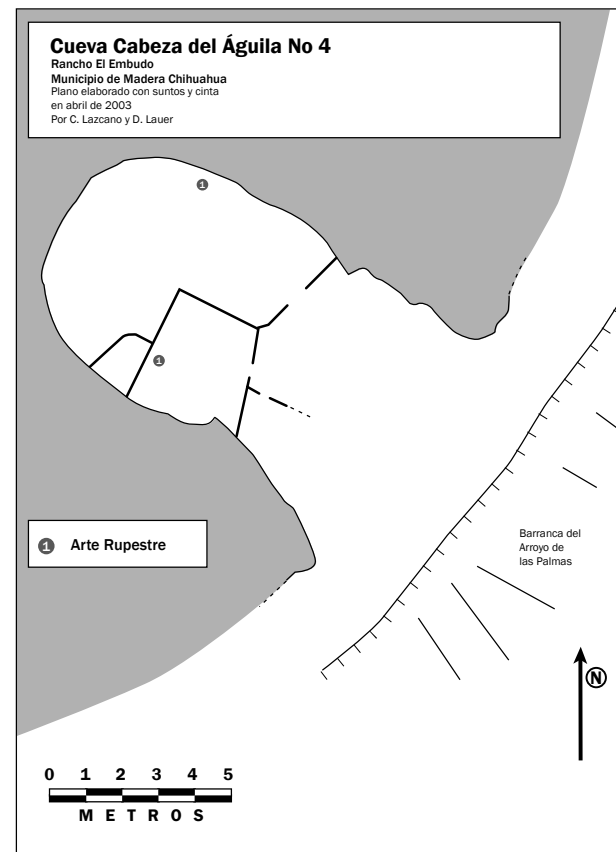 Cueva Cabeza del Águila No 4
Rancho El Embudo
Municipio de Madera Chihuahua
Plano elaborado con suntos y cinta
en abril de 2003
Por C. Lazcano y D. Lauer
1
1
1 Arte Rupestre
Barranca del
Arroyo de
las Palmas
N
0 1 2 3 4 5
METROS